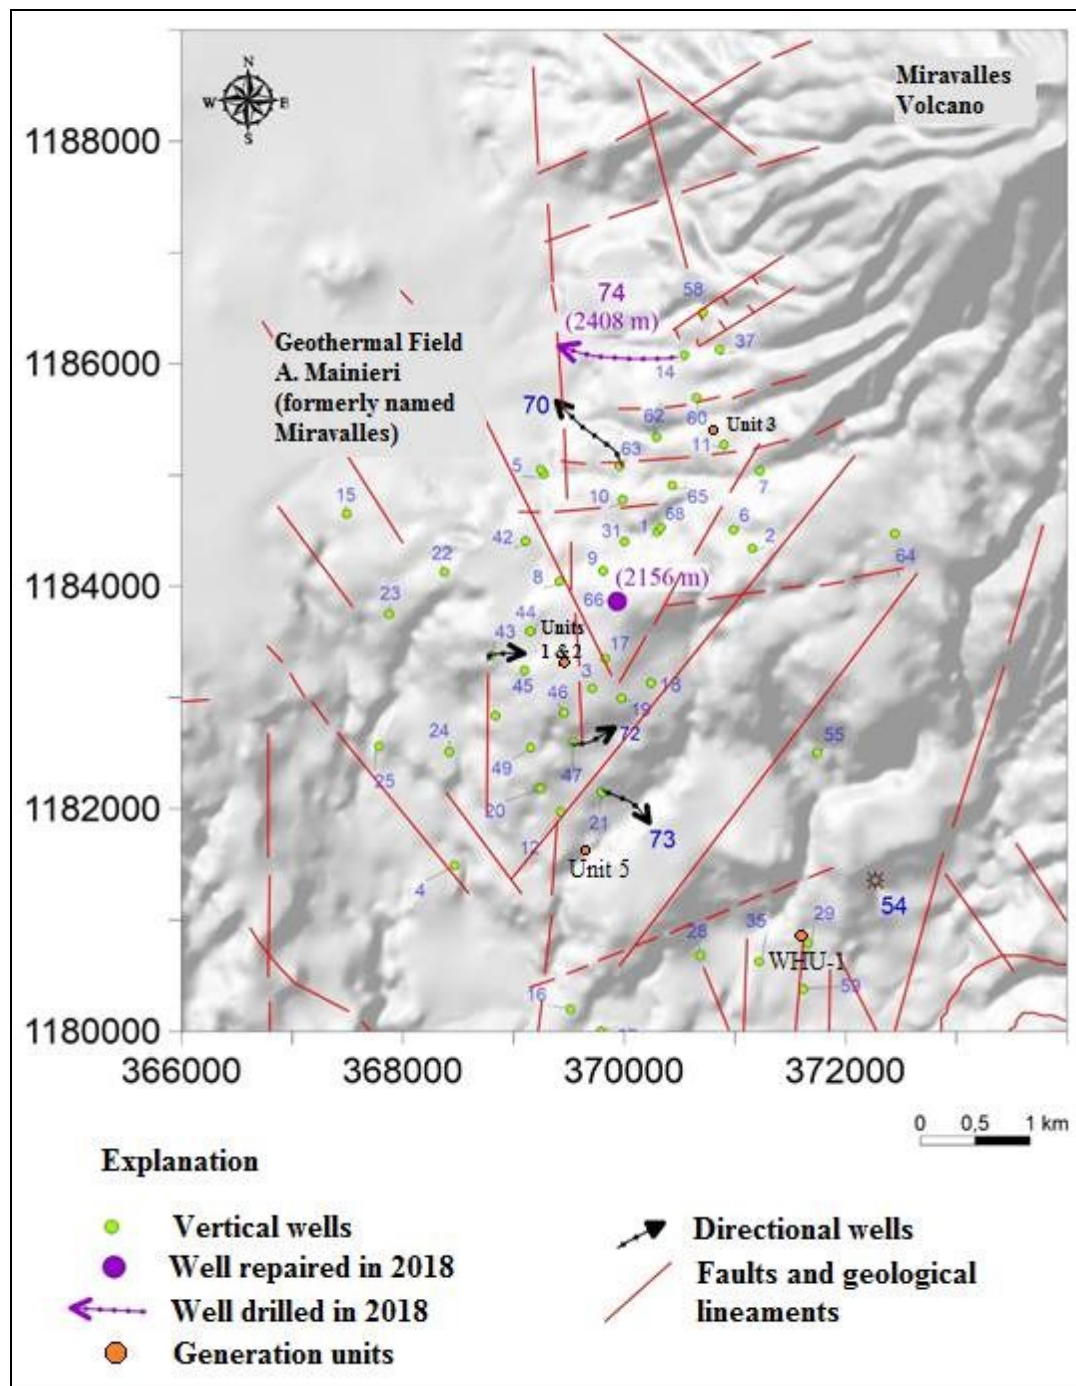 N
W E
S
Miravalles
Volcano
1188000
74
(2408 m)
58
37
14
Geothermal Field
A. Mainieri
(formerly named
Miravalles)
1186000
70
62
60
Unit 3
11
63
5
7
15
10
65
42
31
1
68
6
2
64
22
8
9
(2156 m)
1184000
23
66
44
Units
1 & 2
43
17
3
45
18
46
19
24
72
55
25
49
47
20
1182000
21
12
73
Unit 5
4
54
28
35
29
WHU-1
59
16
1180000
366000
368000
370000
372000
0 0,5 1 km
Explanation
Vertical wells
Well repaired in 2018
Well drilled in 2018
Generation units
Directional wells
Faults and geological
lineaments